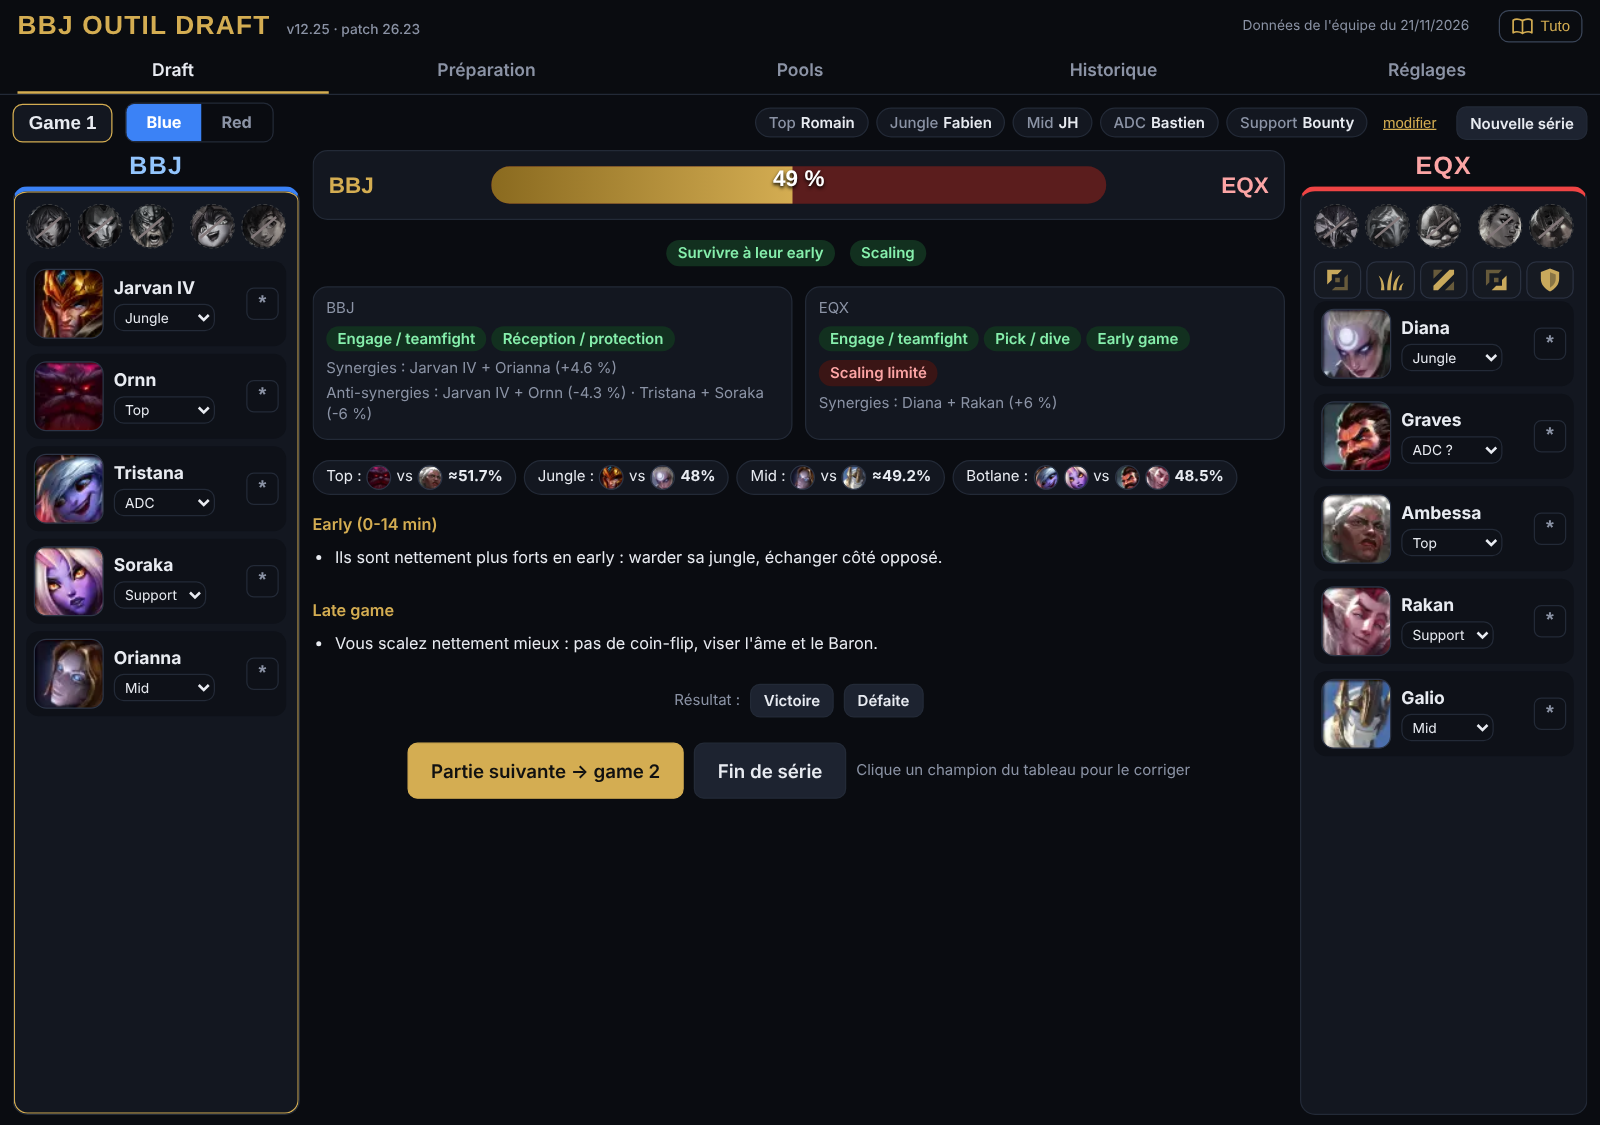 BBJ OUTIL DRAFT v12.25 · patch 26.23
Données de l'équipe du 21/11/2026
Tuto
Draft
Préparation
Pools
Historique
Réglages
Game 1
Blue
Red
Top Romain
Jungle Fabien
Mid JH
ADC Bastien
Support Bounty
modifier
Nouvelle série
BBJ
Jarvan IV
Jungle
*
Ornn
Top
*
Tristana
ADC
*
Soraka
Support
*
Orianna
Mid
*
BBJ
49 %
EQX
Survivre à leur early
Scaling
BBJ
Engage / teamfight
Réception / protection
Synergies : Jarvan IV + Orianna (+4.6 %)
Anti-synergies : Jarvan IV + Ornn (-4.3 %) · Tristana + Soraka
(-6 %)
EQX
Engage / teamfight
Pick / dive
Early game
Scaling limité
Synergies : Diana + Rakan (+6 %)
Top : vs ≈51.7%
Jungle : vs 48%
Mid : vs ≈49.2%
Botlane : vs 48.5%
Early (0-14 min)
• Ils sont nettement plus forts en early : warder sa jungle, échanger côté opposé.
Late game
• Vous scalez nettement mieux : pas de coin-flip, viser l'âme et le Baron.
Résultat :
Victoire
Défaite
Partie suivante → game 2
Fin de série
Clique un champion du tableau pour le corriger
EQX
Diana
Jungle
*
Graves
ADC ?
*
Ambessa
Top
*
Rakan
Support
*
Galio
Mid
*